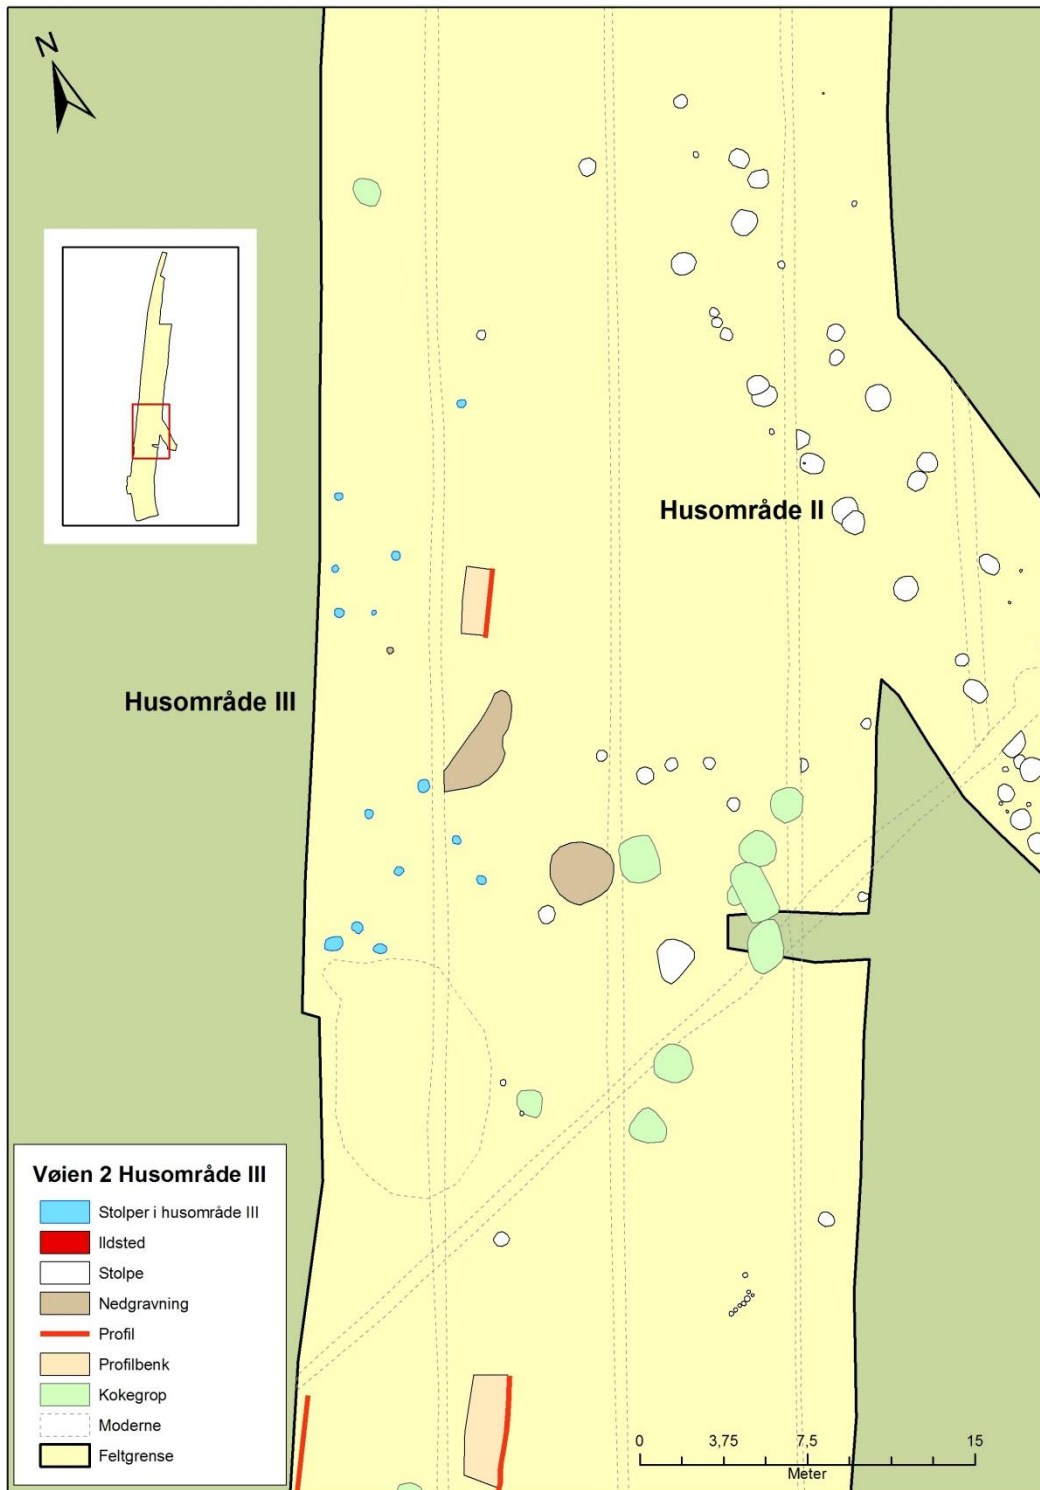 N
Husområde II
Husområde III
Vøien 2 Husområde III
Stolper i husområde III
Ildsted
Stolpe
Nedgravning
Profil
Profilbenk
Kokegrop
Moderne
Feltgrense
0 3,75 7,5 15
Meter